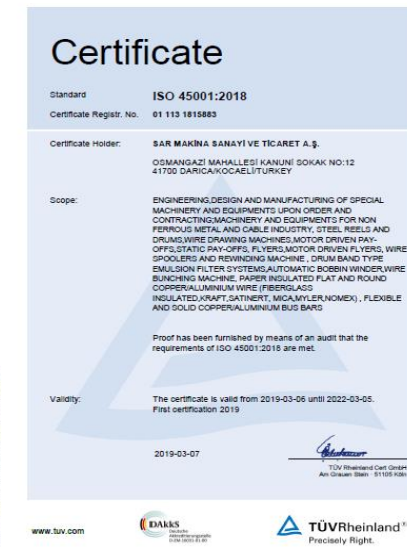 Certificate
Standard ISO 45001:2018
Certificate Registr. No. 01 113 1815883
Certificate Holder: SAR MAKİNA SANAYİ VE TİCARET A.Ş.
OSMANGAZİ MAHALLESİ KANUNİ SOKAK NO:12
41700 DARICA/KOCAELİ/TURKEY
Scope: ENGINEERING,DESIGN AND MANUFACTURING OF SPECIAL
MACHINERY AND EQUIPMENTS UPON ORDER AND
CONTRACTING;MACHINERY AND EQUIPMENTS FOR NON
FERROUS METAL AND CABLE INDUSTRY, STEEL REELS AND
DRUMS,WIRE DRAWING MACHINES,MOTOR DRIVEN PAY-
OFFS,STATIC PAY-OFFS, FLYERS,MOTOR DRIVEN FLYERS, WIRE
SPOOLERS AND REWINDING MACHINE , DRUM BAND TYPE
EMULSION FILTER SYSTEMS,AUTOMATIC BOBBIN WINDER,WIRE
BUNCHING MACHINE, PAPER INSULATED FLAT AND ROUND
COPPER/ALUMINIUM WIRE (FIBERGLASS
INSULATED,KRAFT,SATINERT, MICA,MYLER,NOMEX) , FLEXIBLE
AND SOLID COPPER/ALUMINIUM BUS BARS
Proof has been furnished by means of an audit that the
requirements of ISO 45001:2018 are met.
Validity: The certificate is valid from 2019-03-06 until 2022-03-05.
First certification 2019
2019-03-07
TÜV Rheinland Cert GmbH
Am Grauen Stein · 51105 Köln
www.tuv.com
DAkkS
Deutsche
Akkreditierungsstelle
TÜVRheinland®
Precisely Right.